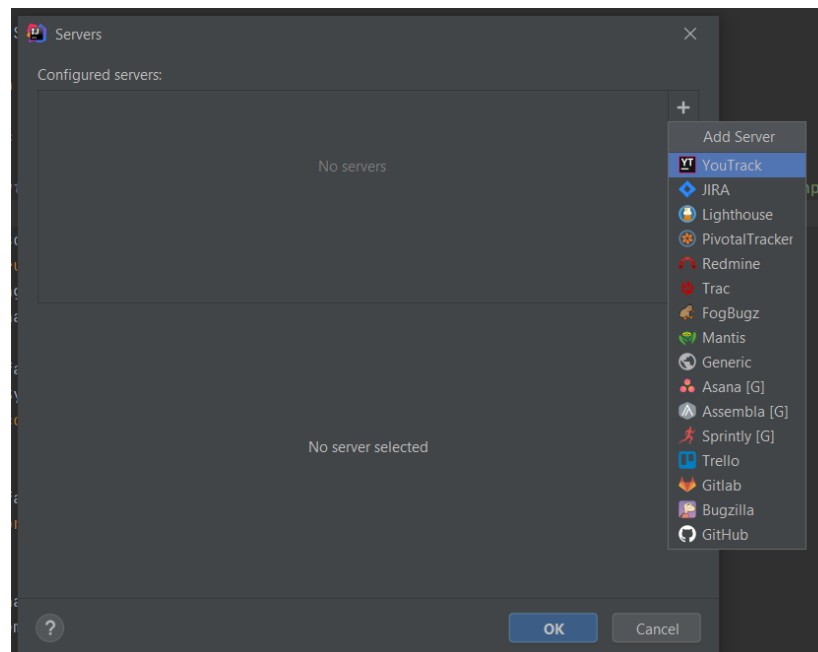 Servers
Configured servers:
No servers
Add Server
YouTrack
JIRA
Lighthouse
PivotalTracker
Redmine
Trac
FogBugz
Mantis
Generic
Asana [G]
Assembla [G]
Sprintly [G]
Trello
Gitlab
Bugzilla
GitHub
No server selected
?
OK
Cancel